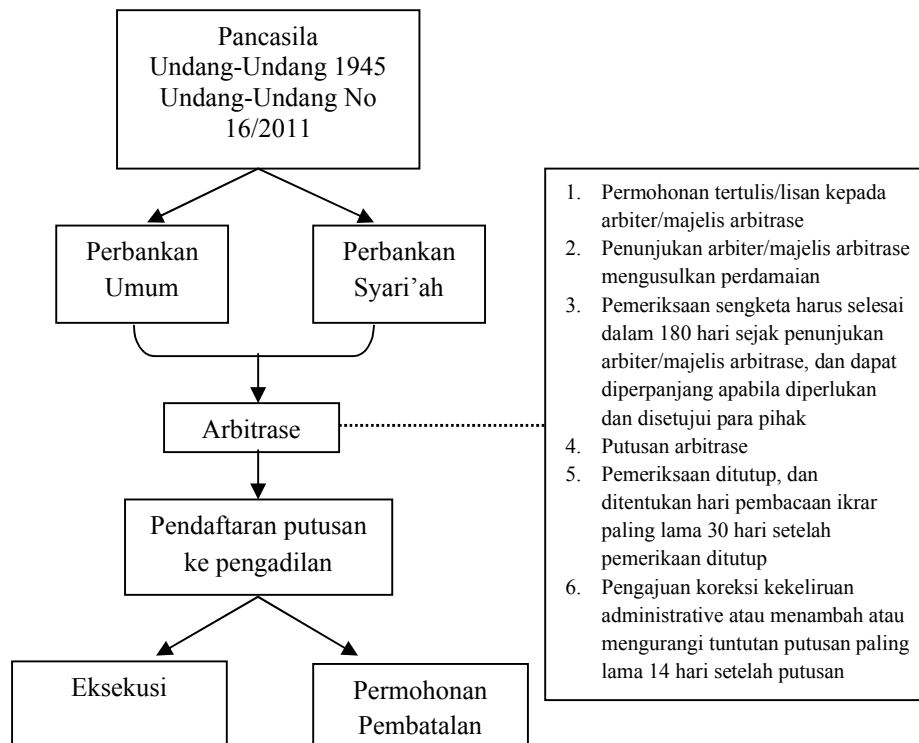 Pancasila
Undang-Undang 1945
Undang-Undang No
16/2011
Perbankan
Umum
Perbankan
Syari’ah
Arbitrase
Pendaftaran putusan
ke pengadilan
Eksekusi
Permohonan
Pembatalan
1. Permohonan tertulis/lisan kepada
arbiter/majelis arbitrase
2. Penunjukan arbiter/majelis arbitrase
mengusulkan perdamaian
3. Pemeriksaan sengketa harus selesai
dalam 180 hari sejak penunjukan
arbiter/majelis arbitrase, dan dapat
diperpanjang apabila diperlukan
dan disetujui para pihak
4. Putusan arbitrase
5. Pemeriksaan ditutup, dan
ditentukan hari pembacaan ikrar
paling lama 30 hari setelah
pemerikaan ditutup
6. Pengajuan koreksi kekeliruan
administrative atau menambah atau
mengurangi tuntutan putusan paling
lama 14 hari setelah putusan